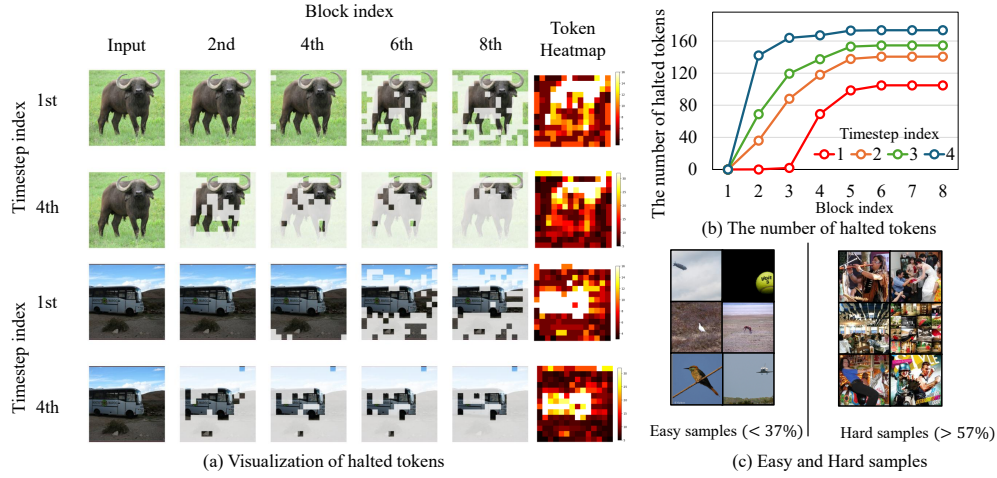 Block index
Input
2nd
4th
6th
8th
Token
Heatmap
Timestep index
1st
4th
Timestep index
1st
4th
(a) Visualization of halted tokens
The number of halted tokens
160
120
80
40
0
Timestep index
1 2 3 4
1 2 3 4 5 6 7 8
Block index
(b) The number of halted tokens
Easy samples (< 37%)
Hard samples (> 57%)
(c) Easy and Hard samples